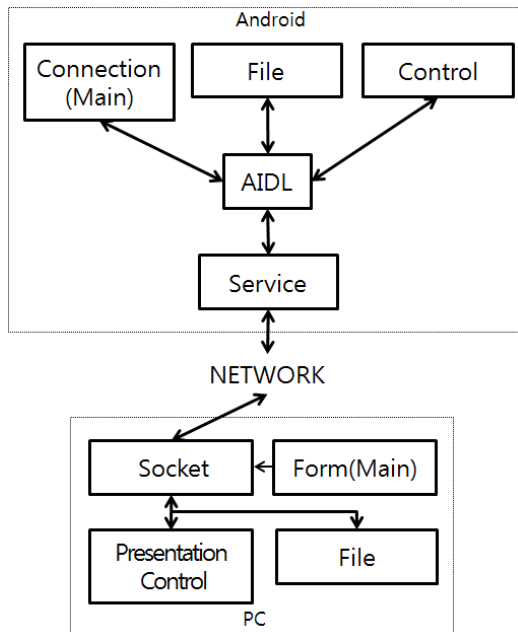 Android
Connection
(Main)
File
Control
AIDL
Service
NETWORK
Socket
Form(Main)
Presentation
Control
File
PC